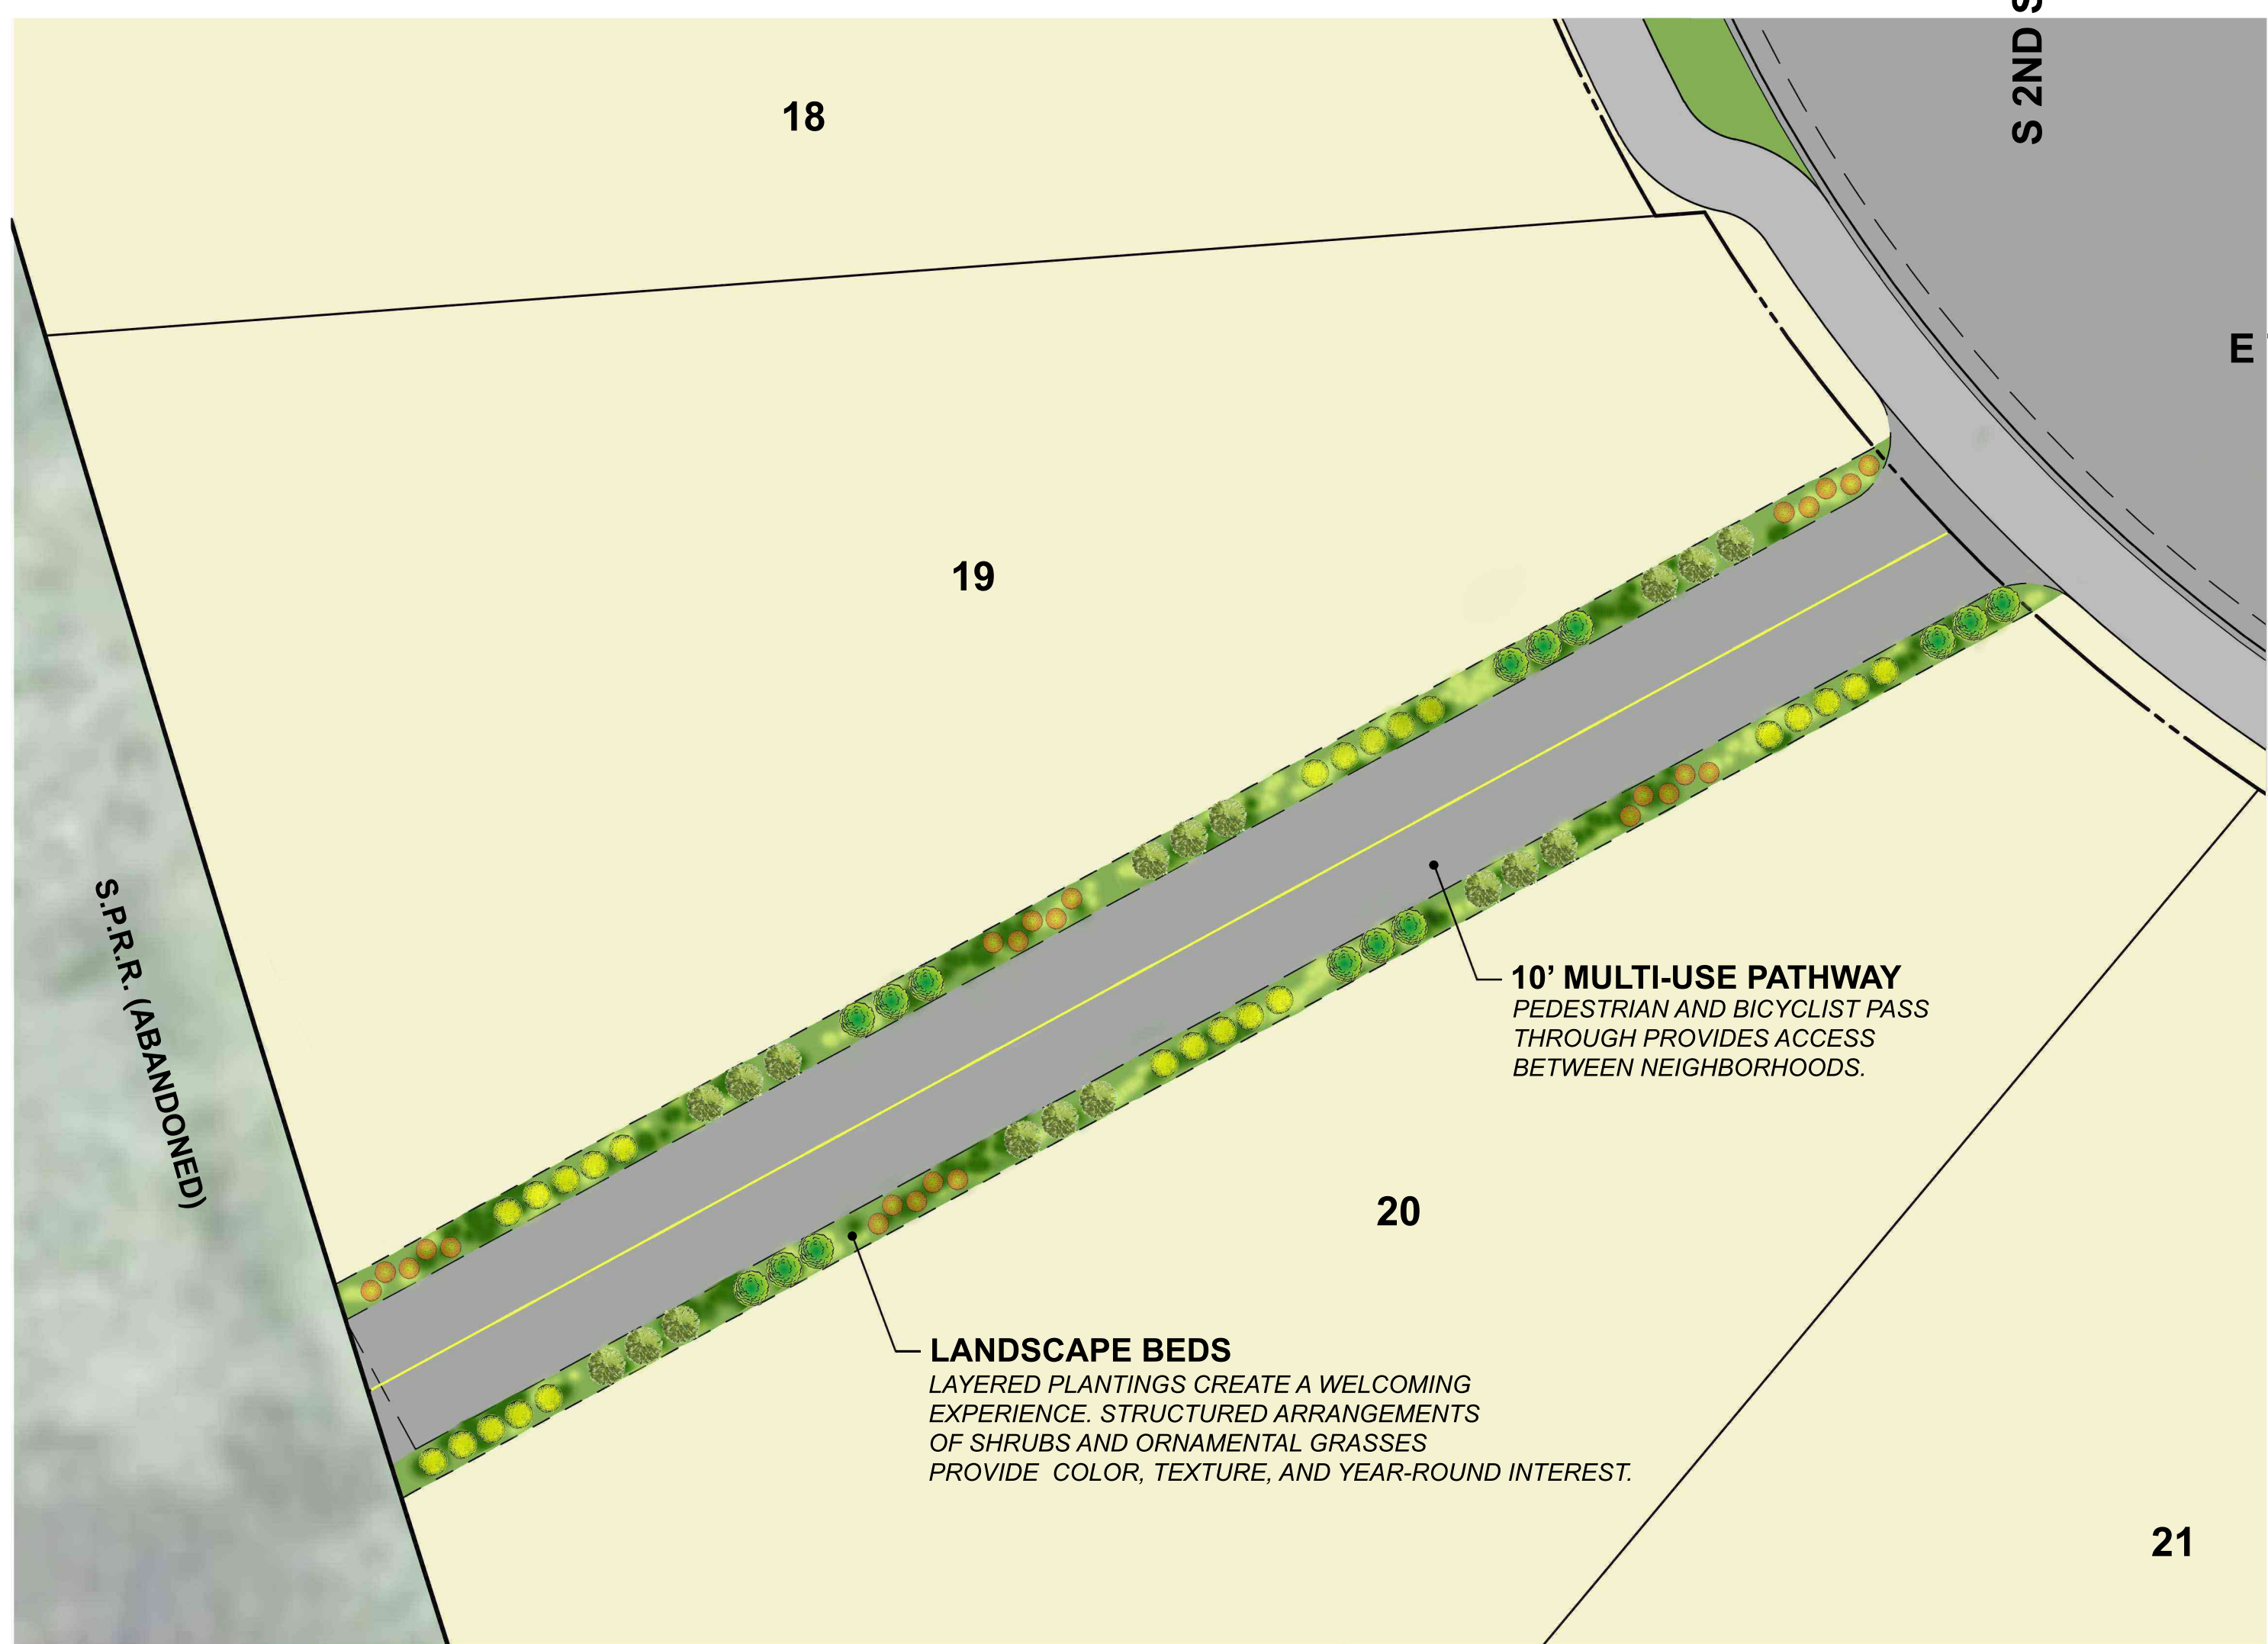 S 2ND S
18
E
19
S.P.R.R. (ABANDONED)
10’ MULTI-USE PATHWAY
PEDESTRIAN AND BICYCLIST PASS
THROUGH PROVIDES ACCESS
BETWEEN NEIGHBORHOODS.
20
LANDSCAPE BEDS
LAYERED PLANTINGS CREATE A WELCOMING
EXPERIENCE. STRUCTURED ARRANGEMENTS
OF SHRUBS AND ORNAMENTAL GRASSES
PROVIDE COLOR, TEXTURE, AND YEAR-ROUND INTEREST.
21